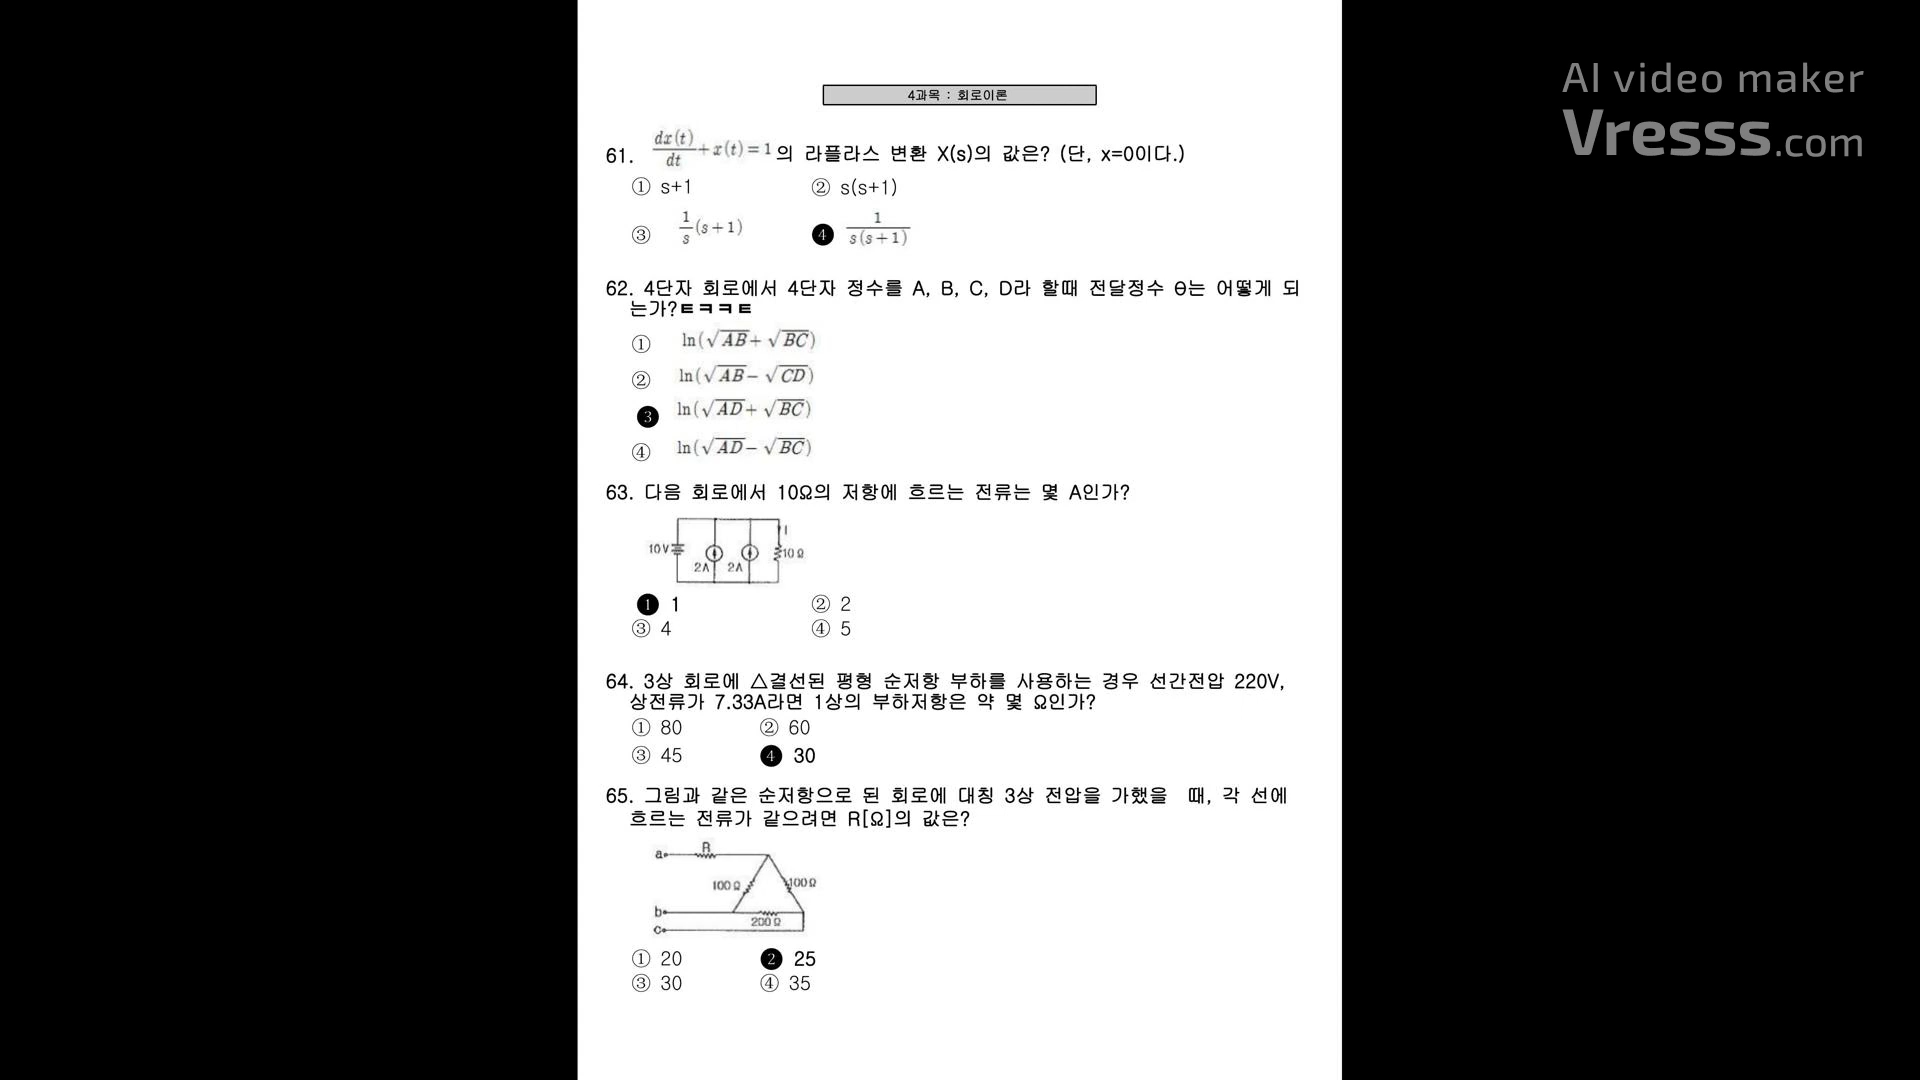 AI video maker
Vresss.com
4과목 : 회로이론
61. dx(t)/dt + x(t) = 1 의 라플라스 변환 X(s)의 값은? (단, x=0이다.)
① s+1 ② s(s+1)
③ 1/s (s+1) ❹ 1/s(s+1)
62. 4단자 회로에서 4단자 정수를 A, B, C, D라 할때 전달정수 θ는 어떻게 되
는가?ㅌㅋㅋㅌ
① ln(√AB + √BC)
② ln(√AB − √CD)
❸ ln(√AD + √BC)
④ ln(√AD − √BC)
63. 다음 회로에서 10Ω의 저항에 흐르는 전류는 몇 A인가?
I
10V 10Ω
2A 2A
❶ 1 ② 2
③ 4 ④ 5
64. 3상 회로에 △결선된 평형 순저항 부하를 사용하는 경우 선간전압 220V,
상전류가 7.33A라면 1상의 부하저항은 약 몇 Ω인가?
① 80 ② 60
③ 45 ❹ 30
65. 그림과 같은 순저항으로 된 회로에 대칭 3상 전압을 가했을 때, 각 선에
흐르는 전류가 같으려면 R[Ω]의 값은?
R
a
100Ω 100Ω
b
200Ω
c
① 20 ❷ 25
③ 30 ④ 35